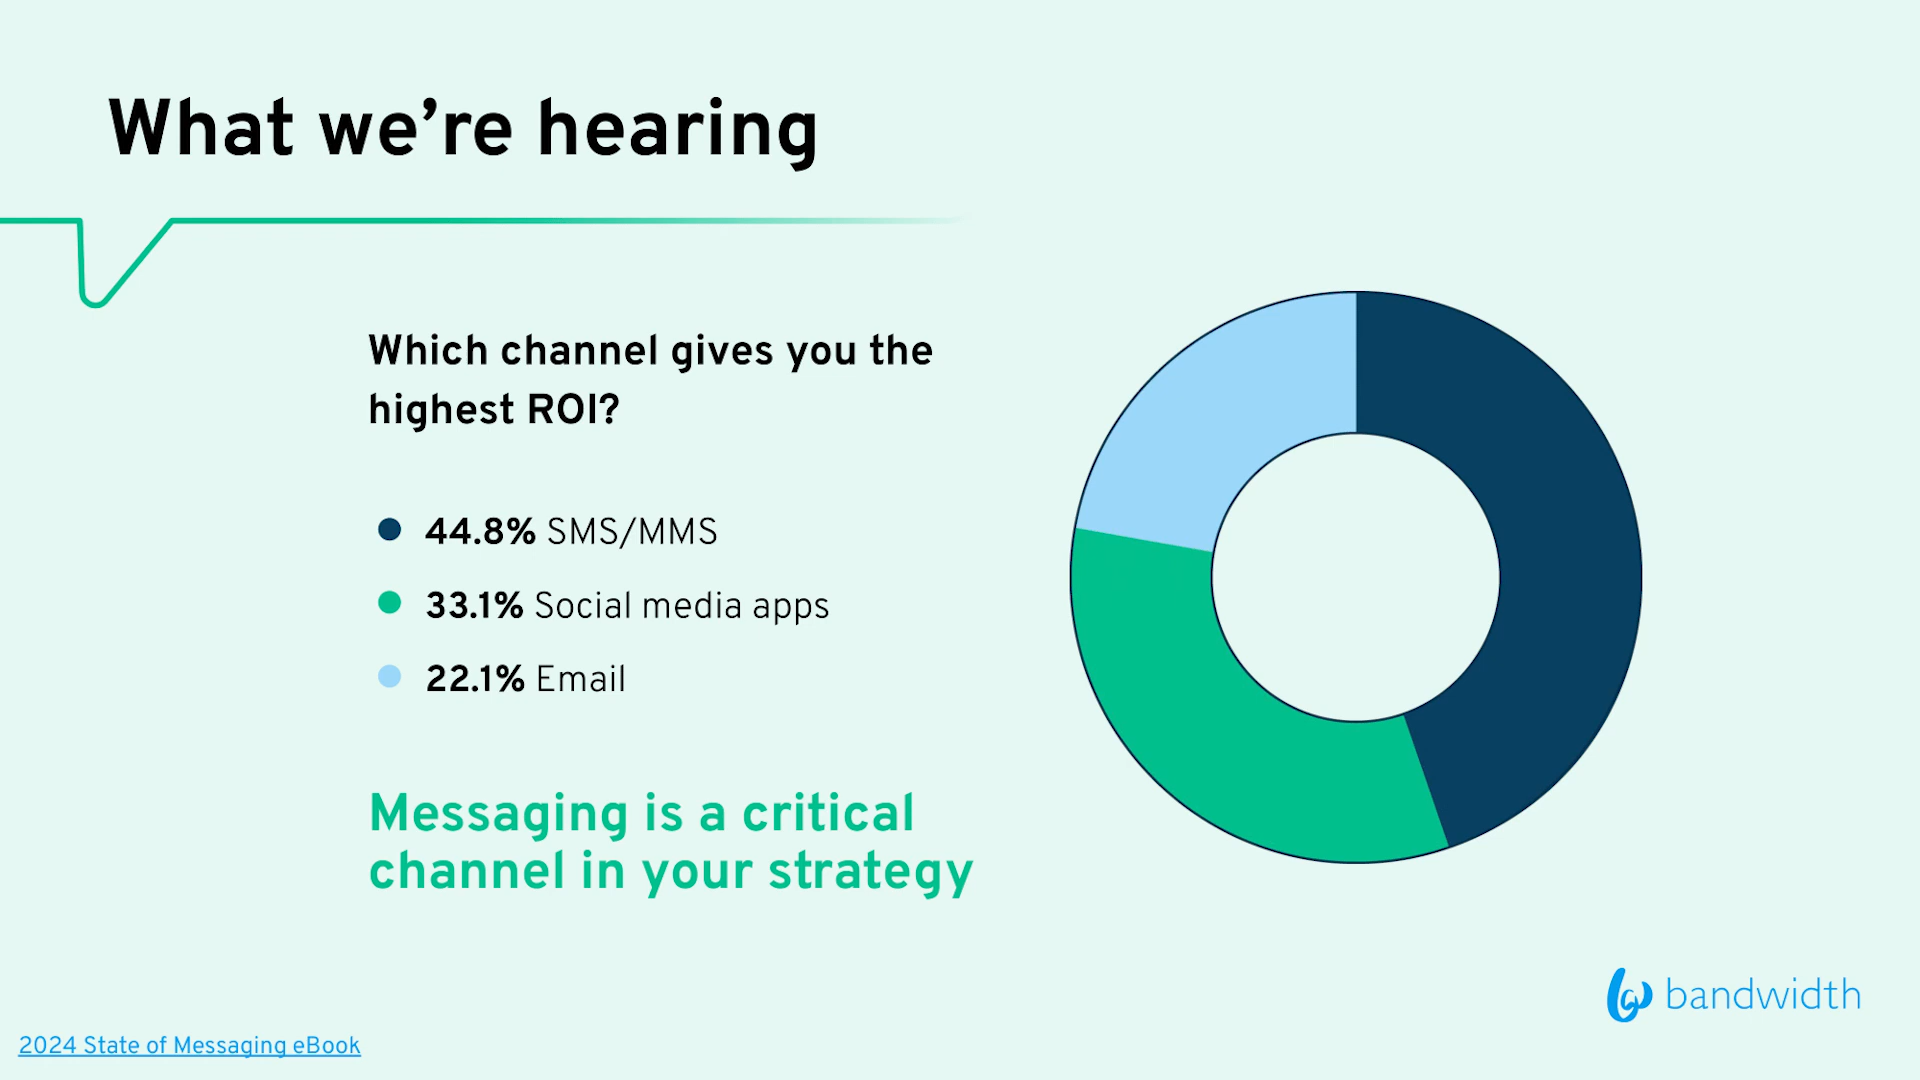 What we’re hearing
Which channel gives you the
highest ROI?
44.8% SMS/MMS
33.1% Social media apps
22.1% Email
Messaging is a critical
channel in your strategy
bandwidth
2024 State of Messaging eBook